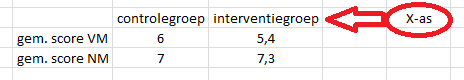 controlegroep interventiegroep X-as
gem. score VM 6 5,4
gem. score NM 7 7,3